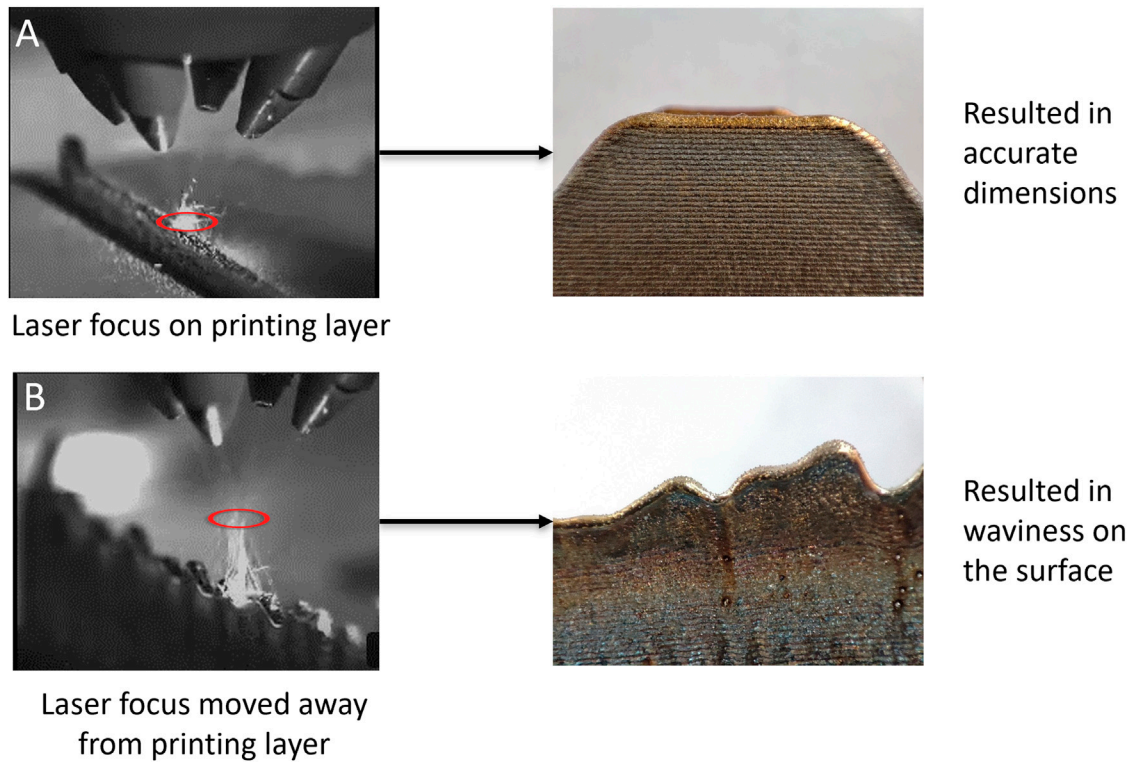 A
Resulted in
accurate
dimensions
Laser focus on printing layer
B
Resulted in
waviness on
the surface
Laser focus moved away
from printing layer